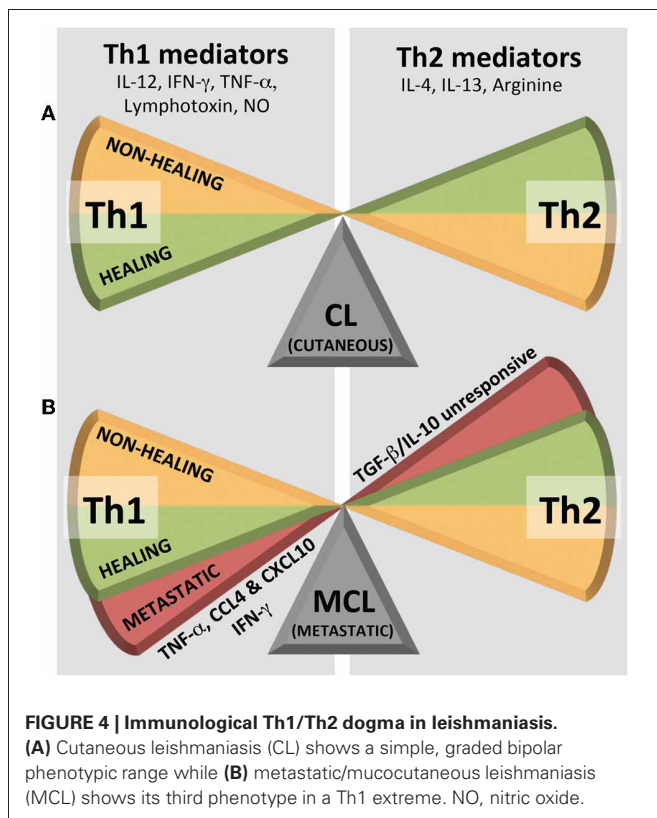 Th1 mediators
IL-12, IFN-γ, TNF-α,
Lymphotoxin, NO
Th2 mediators
IL-4, IL-13, Arginine
A
NON-HEALING
Th1
HEALING
Th2
CL
(CUTANEOUS)
B
TGF-β/IL-10 unresponsive
NON-HEALING
Th1
HEALING
METASTATIC
TNF-α, CCL4 & CXCL10
IFN-γ
Th2
MCL
(METASTATIC)
FIGURE 4 | Immunological Th1/Th2 dogma in leishmaniasis.
(A) Cutaneous leishmaniasis (CL) shows a simple, graded bipolar
phenotypic range while (B) metastatic/mucocutaneous leishmaniasis
(MCL) shows its third phenotype in a Th1 extreme. NO, nitric oxide.